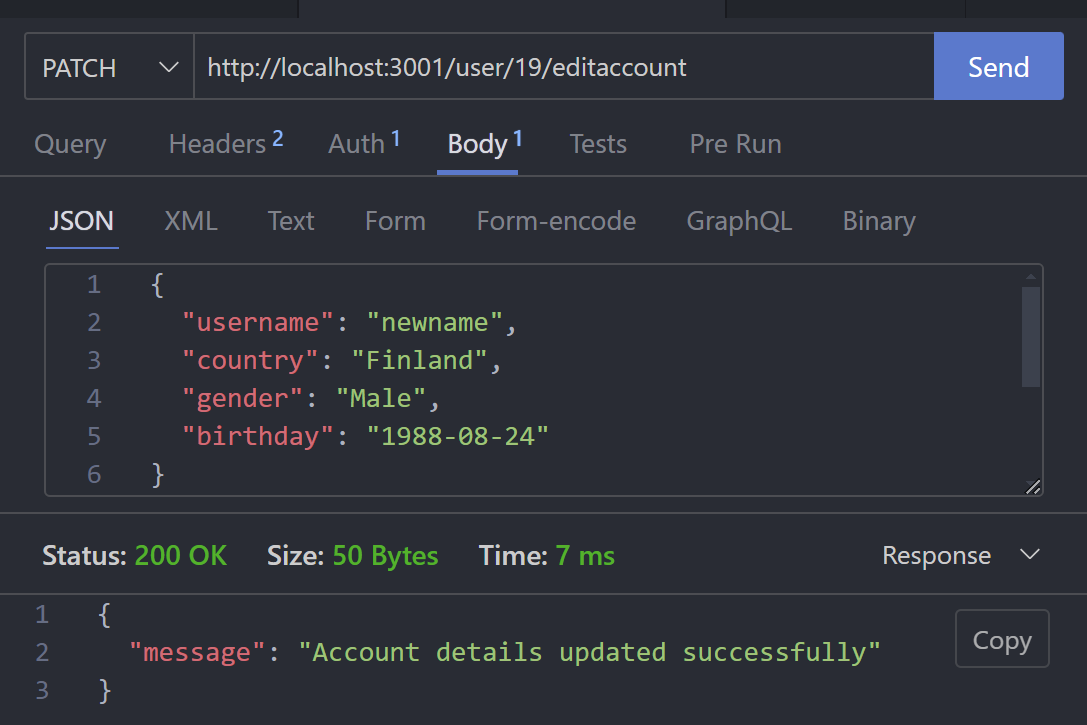 PATCH http://localhost:3001/user/19/editaccount Send
Query Headers 2 Auth 1 Body 1 Tests Pre Run
JSON XML Text Form Form-encode GraphQL Binary
1 {
2 "username": "newname",
3 "country": "Finland",
4 "gender": "Male",
5 "birthday": "1988-08-24"
6 }
Status: 200 OK Size: 50 Bytes Time: 7 ms Response
1 {
2 "message": "Account details updated successfully"
Copy
3 }